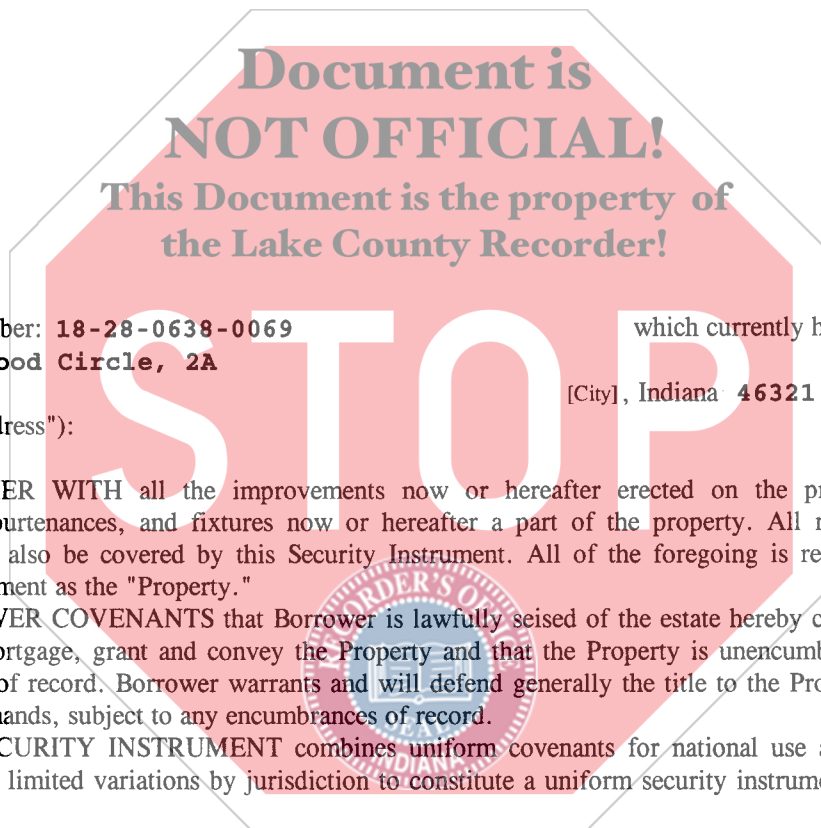 Document is
NOT OFFICIAL!
This Document is the property of
the Lake County Recorder!
ber: 18-28-0638-0069 which currently h
ood Circle, 2A
[City], Indiana 46321
dress"):
STOP
ER WITH all the improvements now or hereafter erected on the pr
purtenances, and fixtures now or hereafter a part of the property. All r
also be covered by this Security Instrument. All of the foregoing is re
ment as the "Property."
VER COVENANTS that Borrower is lawfully seised of the estate hereby c
ortgage, grant and convey the Property and that the Property is unencumb
of record. Borrower warrants and will defend generally the title to the Pro
nands, subject to any encumbrances of record.
CURITY INSTRUMENT combines uniform covenants for national use a
limited variations by jurisdiction to constitute a uniform security instrume
RECORDER'S OFFICE
SEAL
INDIANA